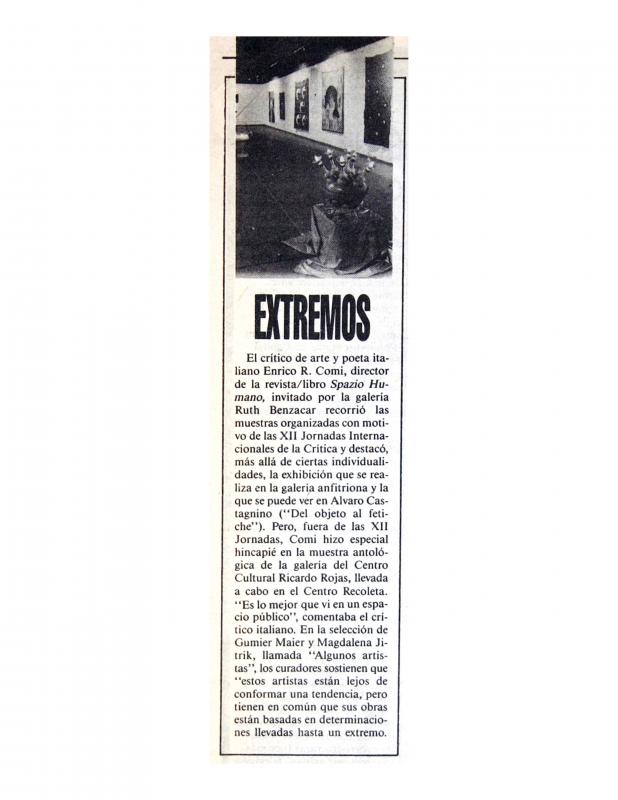 EXTREMOS
El crítico de arte y poeta ita-
liano Enrico R. Comi, director
de la revista/libro Spazio Hu-
mano, invitado por la galería
Ruth Benzacar recorrió las
muestras organizadas con moti-
vo de las XII Jornadas Interna-
cionales de la Crítica y destacó,
más allá de ciertas individuali-
dades, la exhibición que se rea-
liza en la galería anfitriona y la
que se puede ver en Alvaro Cas-
tagnino (“Del objeto al feti-
che”). Pero, fuera de las XII
Jornadas, Comi hizo especial
hincapié en la muestra antoló-
gica de la galería del Centro
Cultural Ricardo Rojas, llevada
a cabo en el Centro Recoleta.
“Es lo mejor que vi en un espa-
cio público”, comentaba el crí-
tico italiano. En la selección de
Gumier Maier y Magdalena Ji-
trik, llamada “Algunos artis-
tas”, los curadores sostienen que
“estos artistas están lejos de
conformar una tendencia, pero
tienen en común que sus obras
están basadas en determinacio-
nes llevadas hasta un extremo.